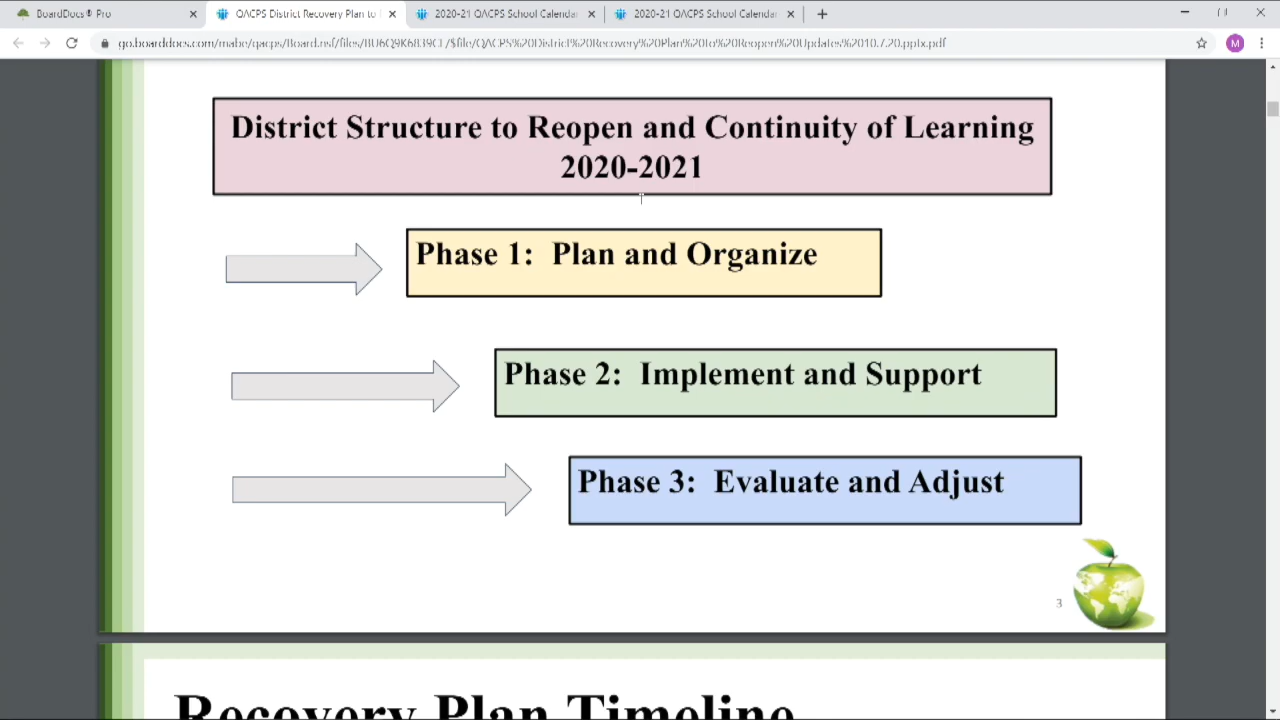 BoardDocs® Pro
QACPS District Recovery Plan to
2020-21 QACPS School Calendar
2020-21 QACPS School Calendar
M
District Structure to Reopen and Continuity of Learning
2020-2021
Phase 1: Plan and Organize
Phase 2: Implement and Support
Phase 3: Evaluate and Adjust
3
Recovery Plan Timeline